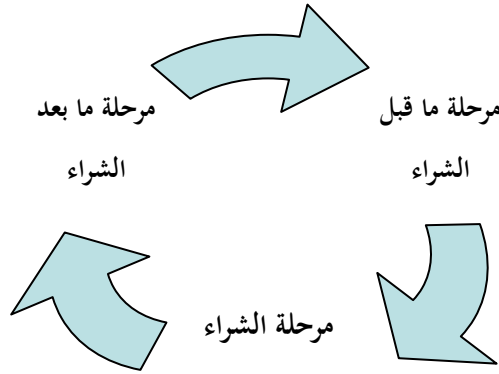 مرحلة ما قبل
الشراء
مرحلة الشراء
مرحلة ما بعد
الشراء